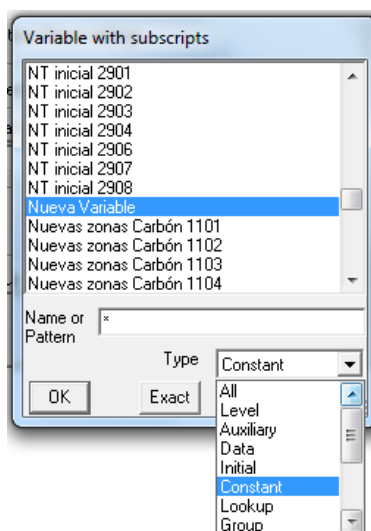 Variable with subscripts
NT inicial 2901
NT inicial 2902
NT inicial 2903
NT inicial 2904
NT inicial 2906
NT inicial 2907
NT inicial 2908
Nueva Variable
Nuevas zonas Carbón 1101
Nuevas zonas Carbón 1102
Nuevas zonas Carbón 1103
Nuevas zonas Carbón 1104
Name or Pattern
*
Type
Constant
OK
Exact
All
Level
Auxiliary
Data
Initial
Constant
Lookup
Group